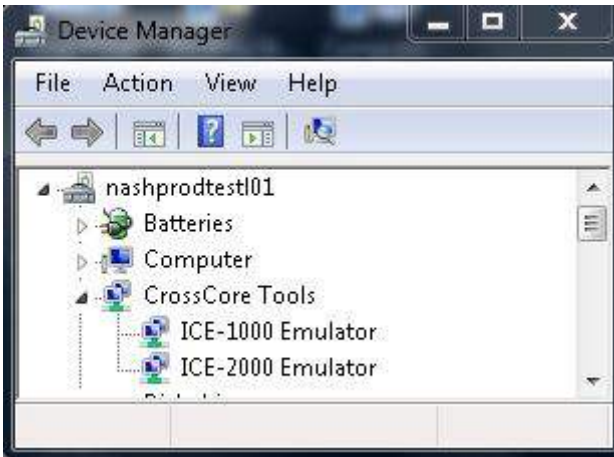 Device Manager
File Action View Help
nashprodtestl01
Batteries
Computer
CrossCore Tools
ICE-1000 Emulator
ICE-2000 Emulator